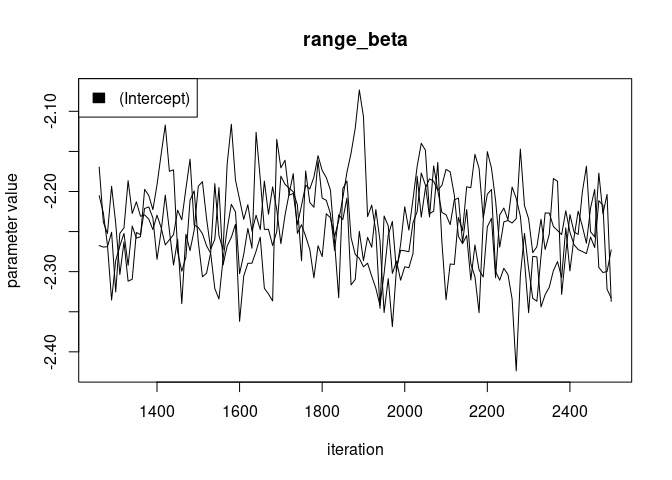 range_beta
(Intercept)
parameter value
-2.10
-2.20
-2.30
-2.40
1400 1600 1800 2000 2200 2400
iteration